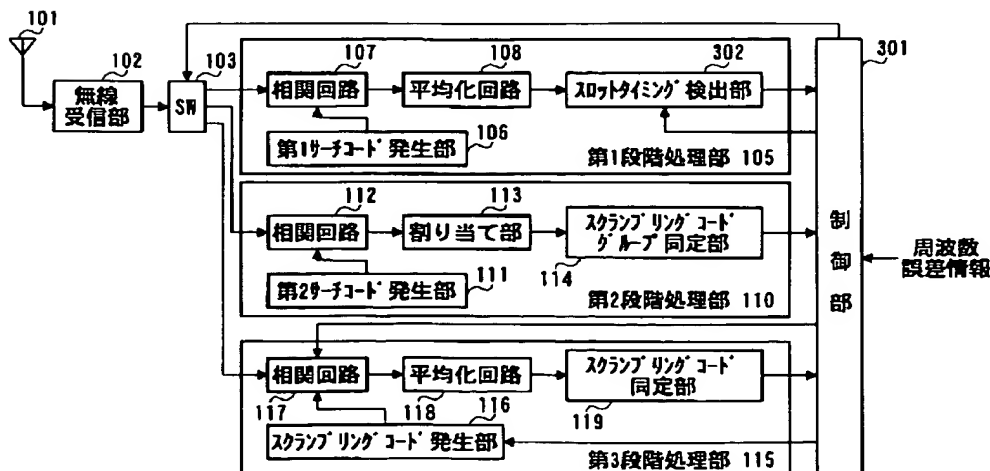 101
102
無線
受信部
103
SW
107
相関回路
108
平均化回路
302
スロットタイミング検出部
301
第1サーチコード発生部
106
第1段階処理部 105
112
相関回路
113
割り当て部
スクランブリングコード
グループ同定部
114
第2サーチコード発生部
111
第2段階処理部 110
制
御
部
周波数
誤差情報
相関回路
117
平均化回路
118
116
スクランブリングコード
同定部
119
スクランブリングコード発生部
第3段階処理部 115